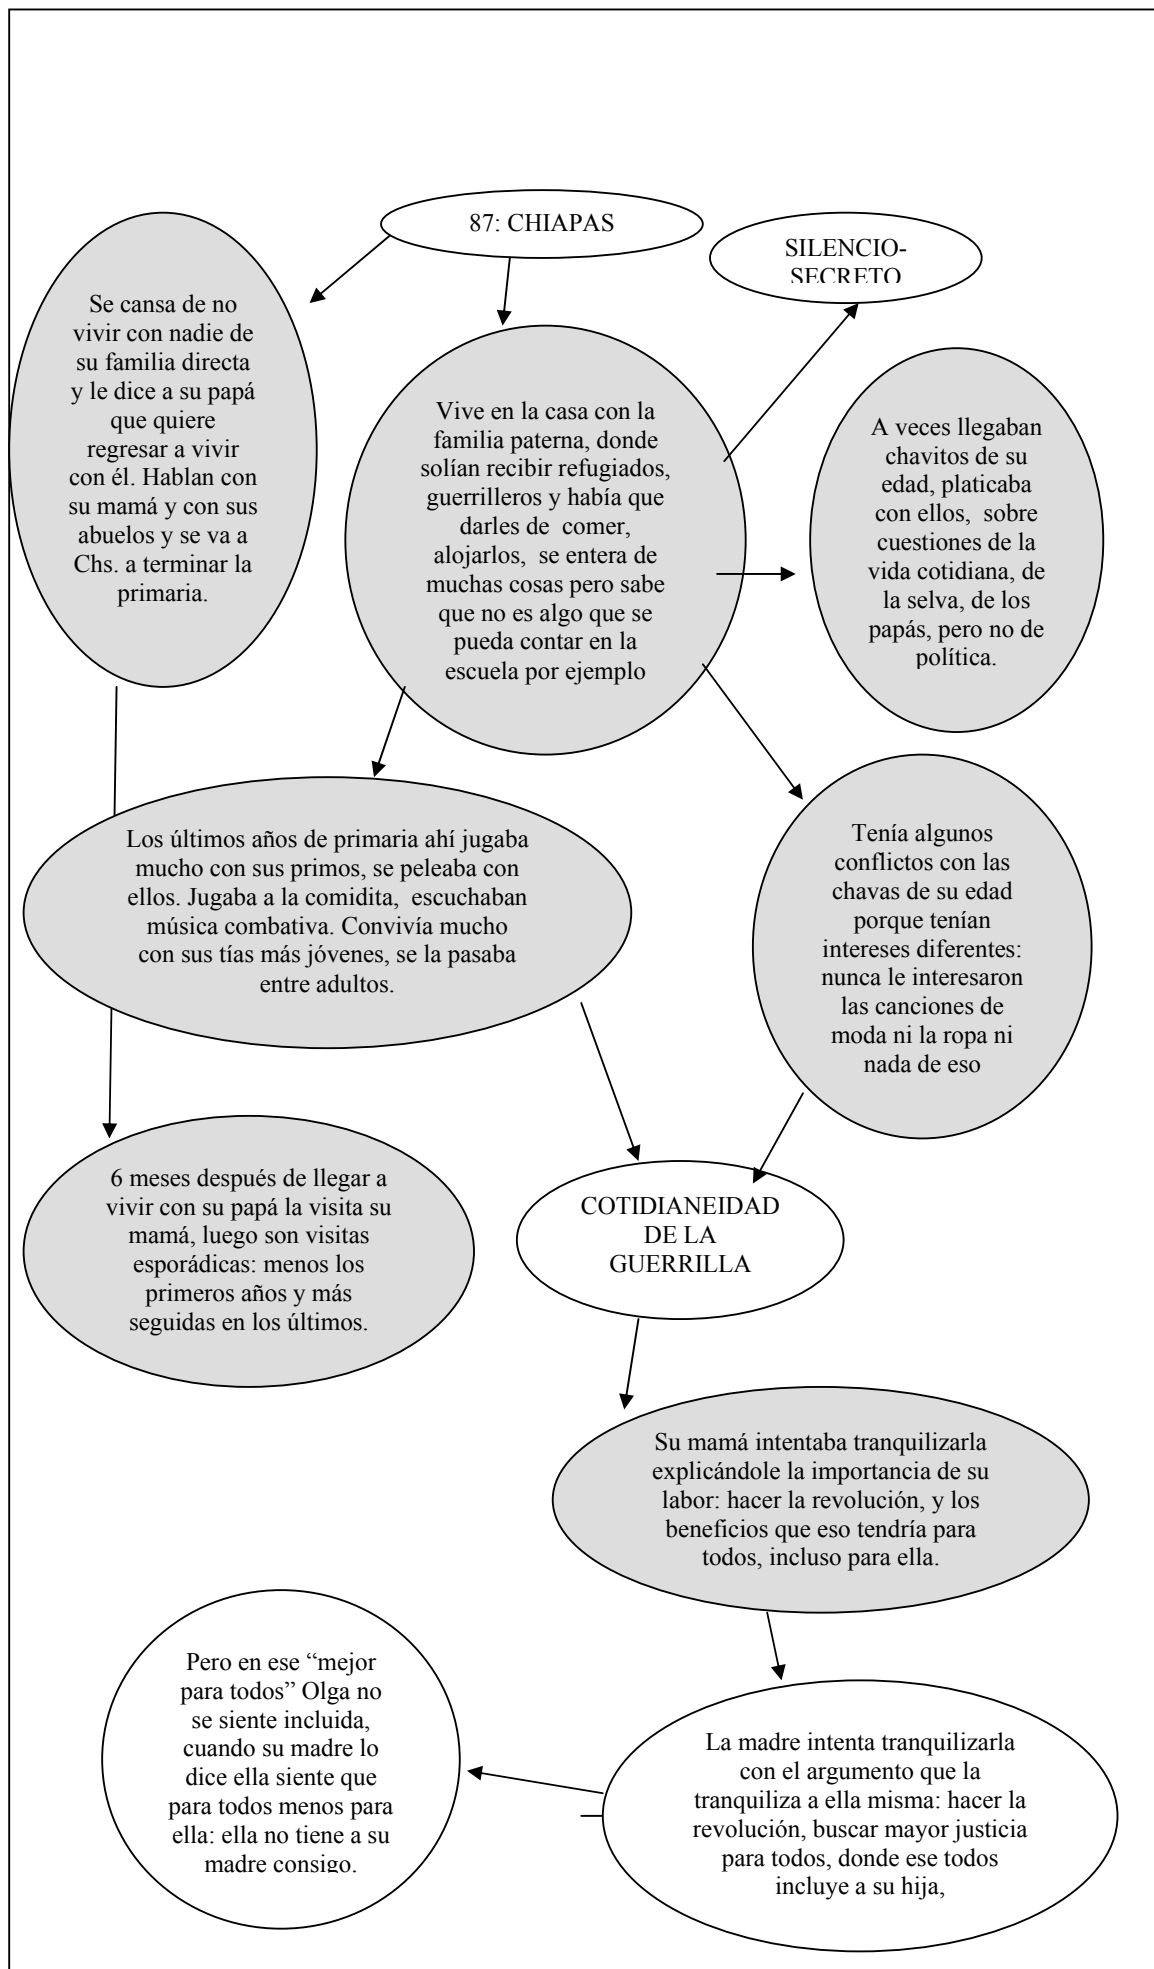 87: CHIAPAS
SILENCIO-
SECRETO
Se cansa de no
vivir con nadie de
su familia directa
y le dice a su papá
que quiere
regresar a vivir
con él. Hablan con
su mamá y con sus
abuelos y se va a
Chs. a terminar la
primaria.
Vive en la casa con la
familia paterna, donde
solían recibir refugiados,
guerrilleros y había que
darles de comer,
alojarlos, se entera de
muchas cosas pero sabe
que no es algo que se
pueda contar en la
escuela por ejemplo
A veces llegaban
chavitos de su
edad, platicaba
con ellos, sobre
cuestiones de la
vida cotidiana, de
la selva, de los
papás, pero no de
política.
Los últimos años de primaria ahí jugaba
mucho con sus primos, se peleaba con
ellos. Jugaba a la comidita, escuchaban
música combativa. Convivía mucho
con sus tías más jóvenes, se la pasaba
entre adultos.
Tenía algunos
conflictos con las
chavas de su edad
porque tenían
intereses diferentes:
nunca le interesaron
las canciones de
moda ni la ropa ni
nada de eso
6 meses después de llegar a
vivir con su papá la visita su
mamá, luego son visitas
esporádicas: menos los
primeros años y más
seguidas en los últimos.
COTIDIANEIDAD
DE LA
GUERRILLA
Su mamá intentaba tranquilizarla
explicándole la importancia de su
labor: hacer la revolución, y los
beneficios que eso tendría para
todos, incluso para ella.
Pero en ese “mejor
para todos” Olga no
se siente incluida,
cuando su madre lo
dice ella siente que
para todos menos para
ella: ella no tiene a su
madre consigo.
La madre intenta tranquilizarla
con el argumento que la
tranquiliza a ella misma: hacer la
revolución, buscar mayor justicia
para todos, donde ese todos
incluye a su hija,